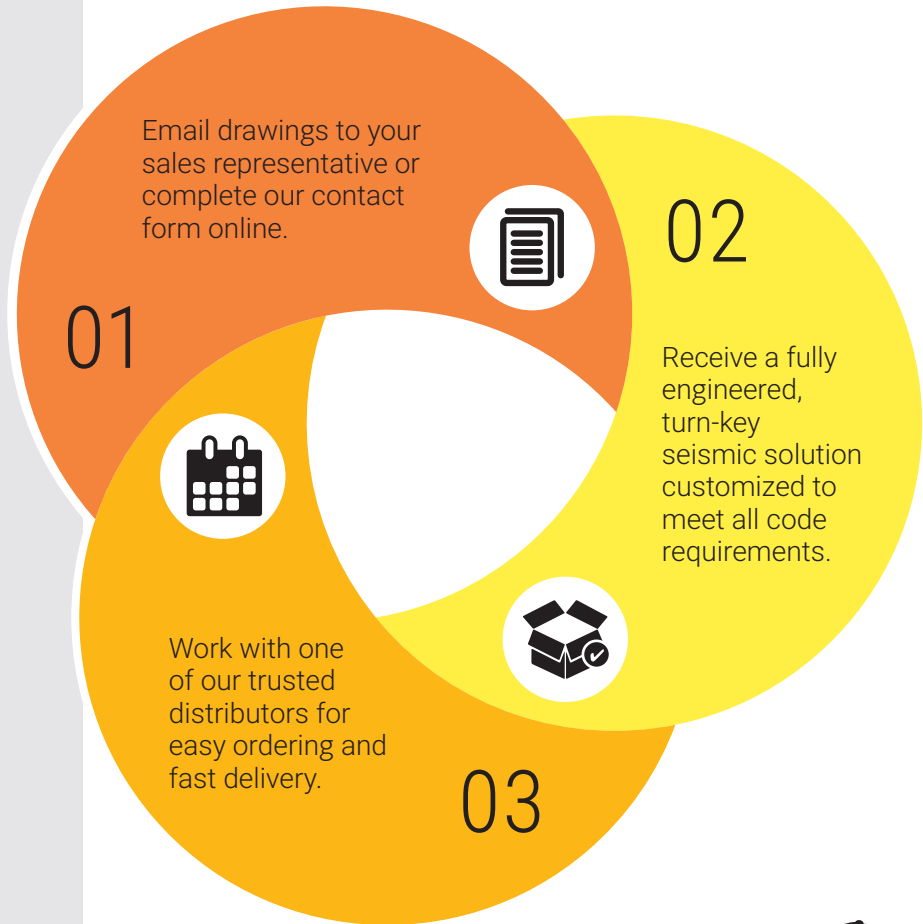 01
Email drawings to your
sales representative or
complete our contact
form online.
02
Receive a fully
engineered,
turn-key
seismic solution
customized to
meet all code
requirements.
03
Work with one
of our trusted
distributors for
easy ordering and
fast delivery.